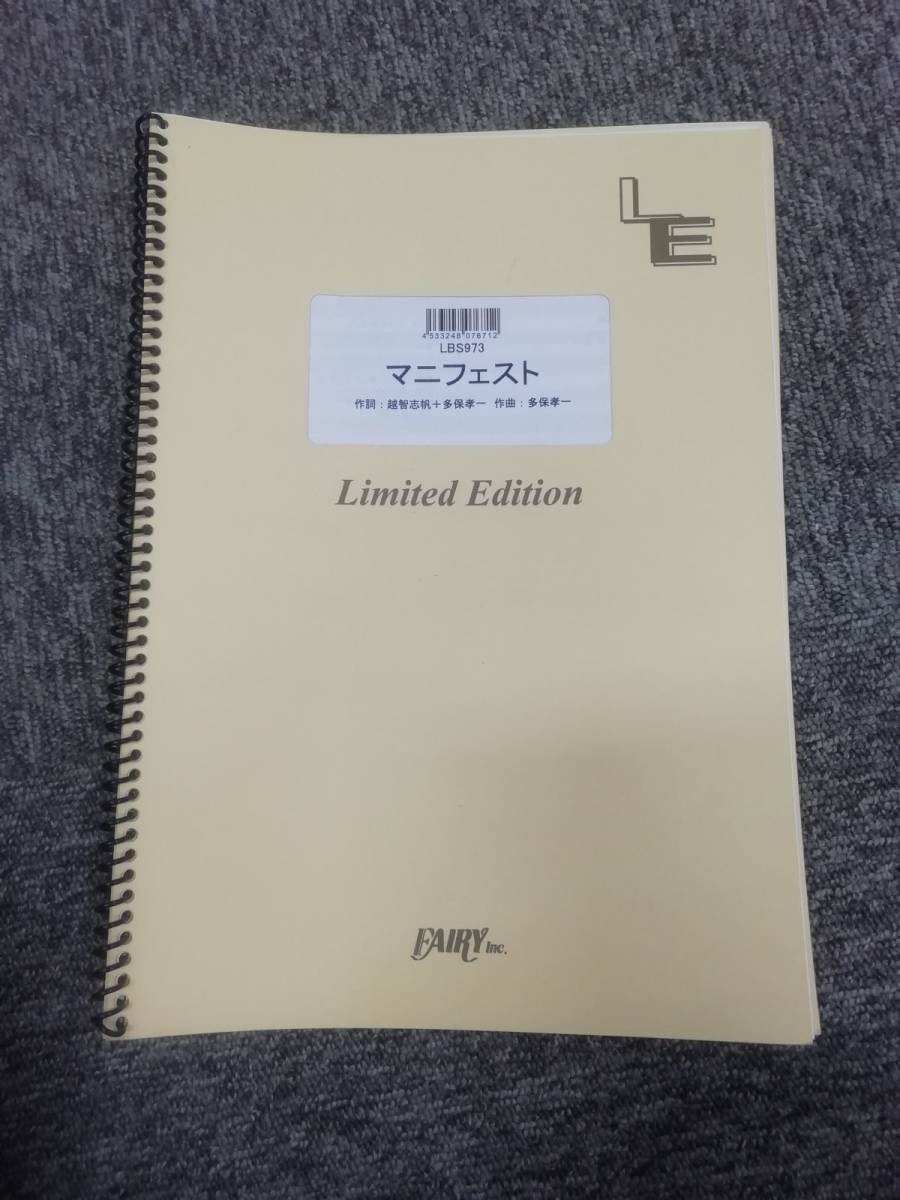 LE
4533248078712
LBS973
マニフェスト
作詞：越智志帆＋多保孝一 作曲：多保孝一
Limited Edition
FAIRY Inc.